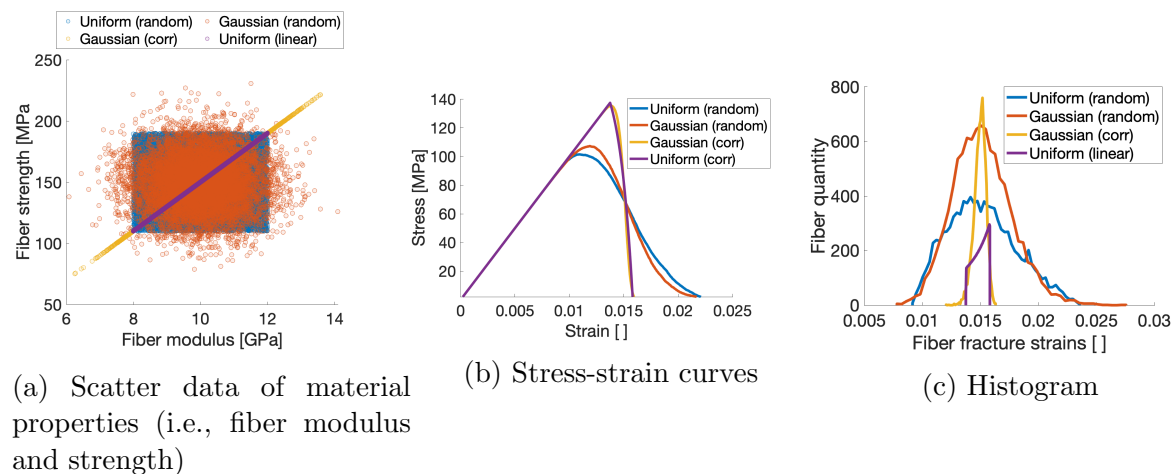 Uniform (random) Gaussian (random)
Gaussian (corr) Uniform (linear)
250
200
150
100
50
Fiber strength [MPa]
6 8 10 12 14
Fiber modulus [GPa]
(a) Scatter data of material
properties (i.e., fiber modulus
and strength)
Uniform (random)
Gaussian (random)
Gaussian (corr)
Uniform (corr)
140
120
100
80
60
40
20
Stress [MPa]
0 0.005 0.01 0.015 0.02 0.025
Strain [ ]
(b) Stress-strain curves
Uniform (random)
Gaussian (random)
Gaussian (corr)
Uniform (linear)
800
600
400
200
0
Fiber quantity
0.005 0.01 0.015 0.02 0.025 0.03
Fiber fracture strains [ ]
(c) Histogram